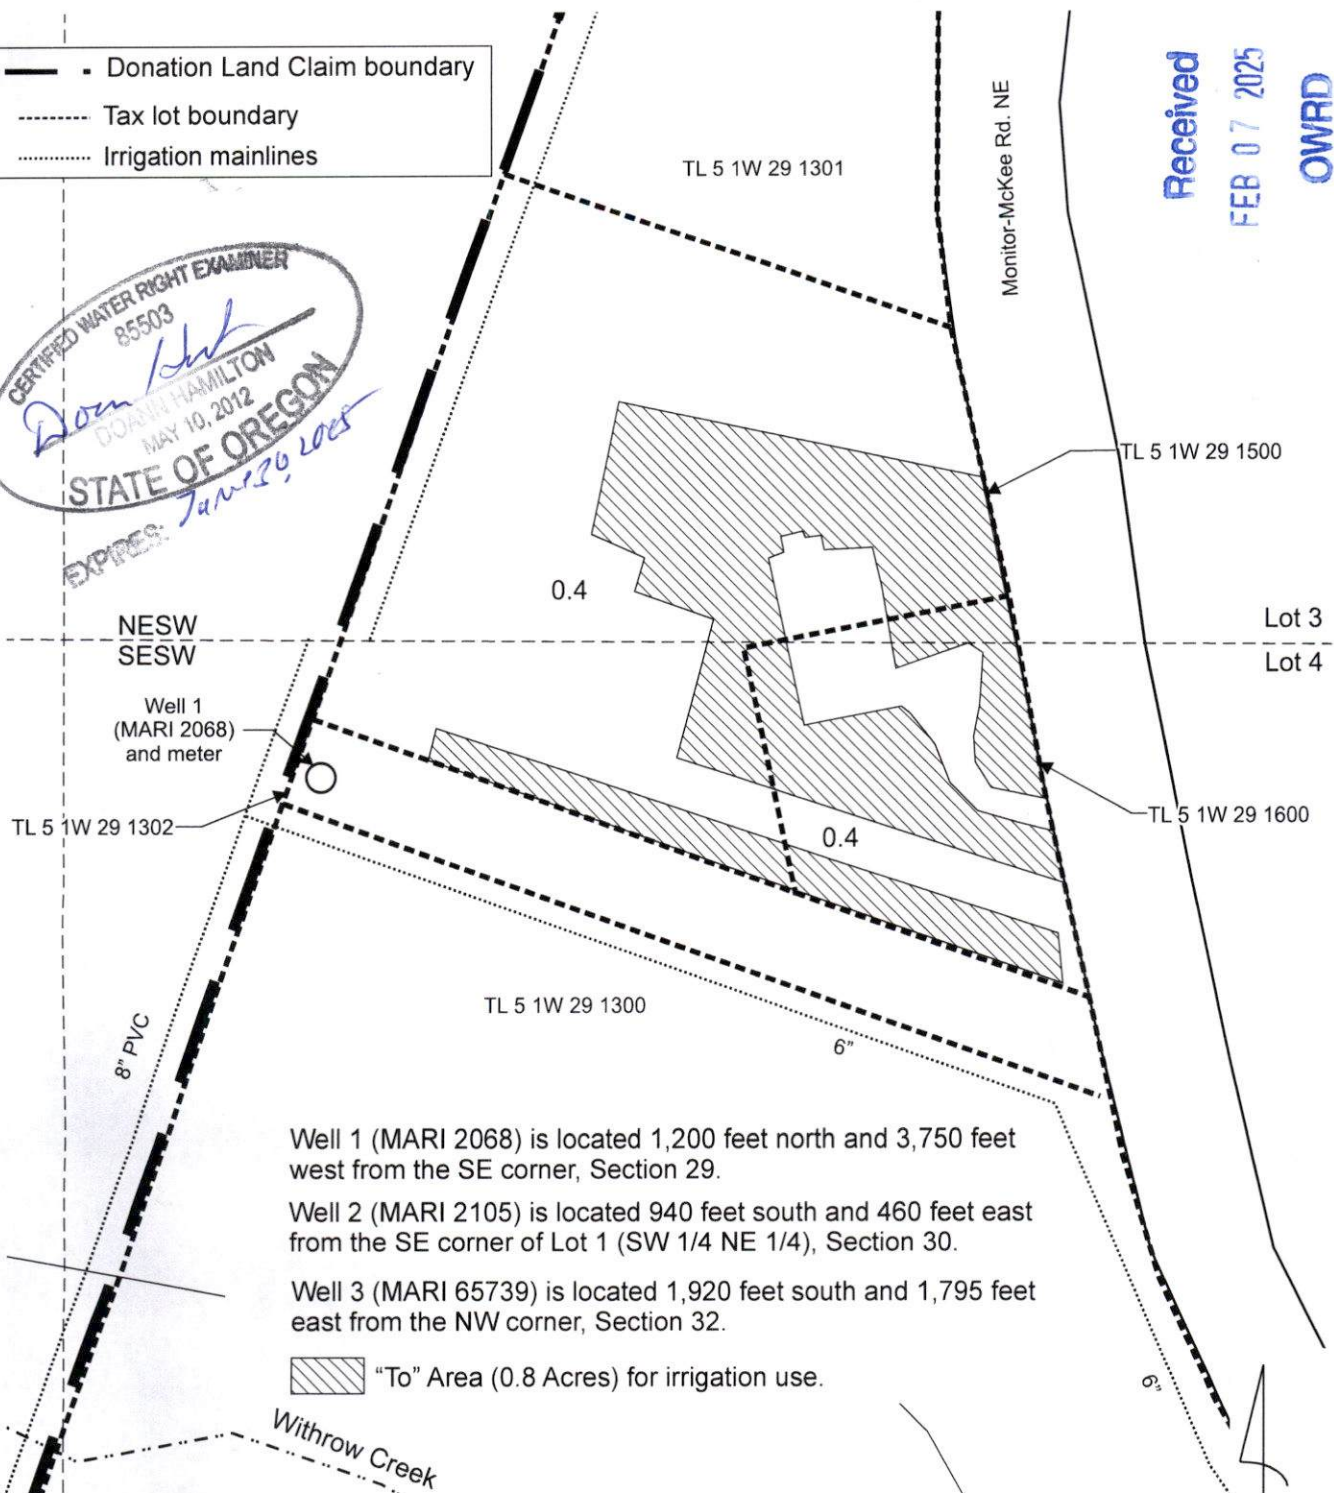 Donation Land Claim boundary
Tax lot boundary
Irrigation mainlines
Received
FEB 07 2025
OWRD
TL 5 1W 29 1301
Monitor-McKee Rd. NE
CERTIFIED WATER RIGHT EXAMINER
85503
DOANN HAMILTON
MAY 10, 2012
STATE OF OREGON
EXPIRES: June 30, 2025
TL 5 1W 29 1500
0.4
NESW
SESW
Lot 3
Lot 4
Well 1
(MARI 2068)
and meter
TL 5 1W 29 1302
0.4
TL 5 1W 29 1600
TL 5 1W 29 1300
8" PVC
6"
Well 1 (MARI 2068) is located 1,200 feet north and 3,750 feet
west from the SE corner, Section 29.
Well 2 (MARI 2105) is located 940 feet south and 460 feet east
from the SE corner of Lot 1 (SW 1/4 NE 1/4), Section 30.
Well 3 (MARI 65739) is located 1,920 feet south and 1,795 feet
east from the NW corner, Section 32.
“To” Area (0.8 Acres) for irrigation use.
6"
Withrow Creek